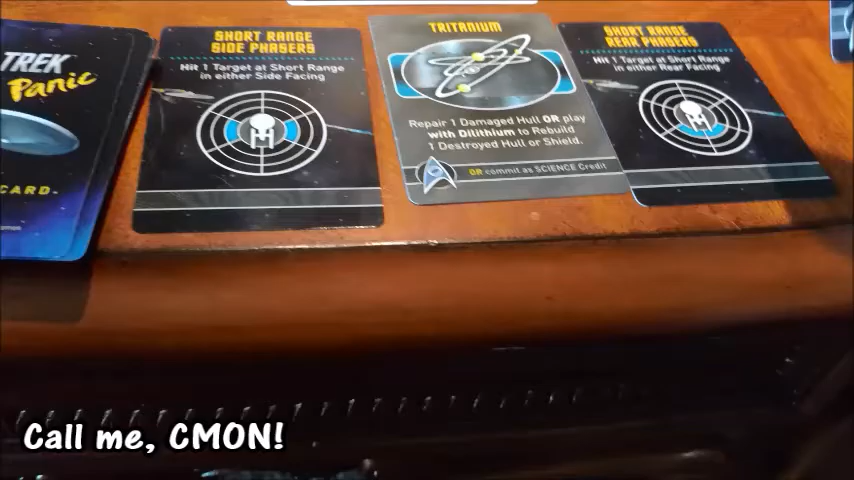 TREK
Panic
CARD
SHORT RANGE
SIDE PHASERS
Hit 1 Target at Short Range
in either Side Facing
TRITANIUM
Repair 1 Damaged Hull OR play
with Dilithium to Rebuild
1 Destroyed Hull or Shield.
OR commit as SCIENCE Credit
SHORT RANGE
REAR PHASERS
Hit 1 Target at Short Range
in either Rear Facing
Call me, CMON!